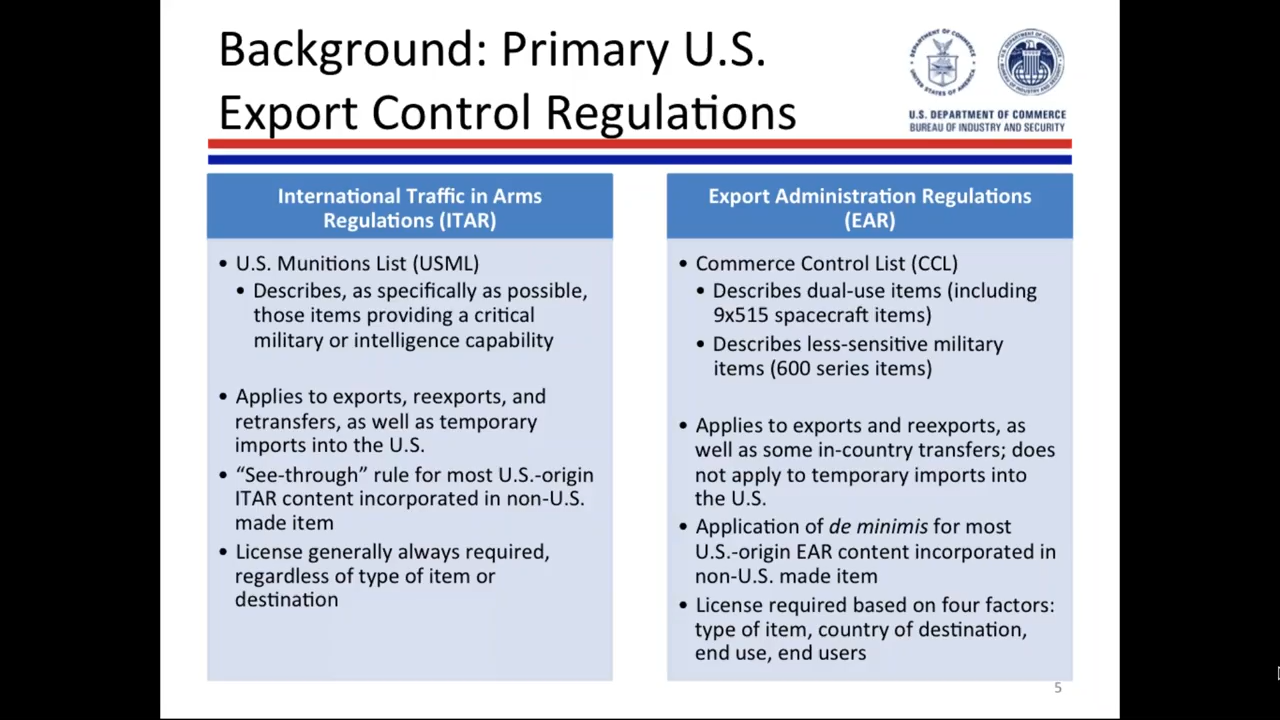 Background: Primary U.S.
Export Control Regulations
U.S. DEPARTMENT OF COMMERCE
BUREAU OF INDUSTRY AND SECURITY
International Traffic in Arms
Regulations (ITAR)
• U.S. Munitions List (USML)
• Describes, as specifically as possible,
those items providing a critical
military or intelligence capability
• Applies to exports, reexports, and
retransfers, as well as temporary
imports into the U.S.
• “See-through” rule for most U.S.-origin
ITAR content incorporated in non-U.S.
made item
• License generally always required,
regardless of type of item or
destination
Export Administration Regulations
(EAR)
• Commerce Control List (CCL)
• Describes dual-use items (including
9x515 spacecraft items)
• Describes less-sensitive military
items (600 series items)
• Applies to exports and reexports, as
well as some in-country transfers; does
not apply to temporary imports into
the U.S.
• Application of de minimis for most
U.S.-origin EAR content incorporated in
non-U.S. made item
• License required based on four factors:
type of item, country of destination,
end use, end users
5